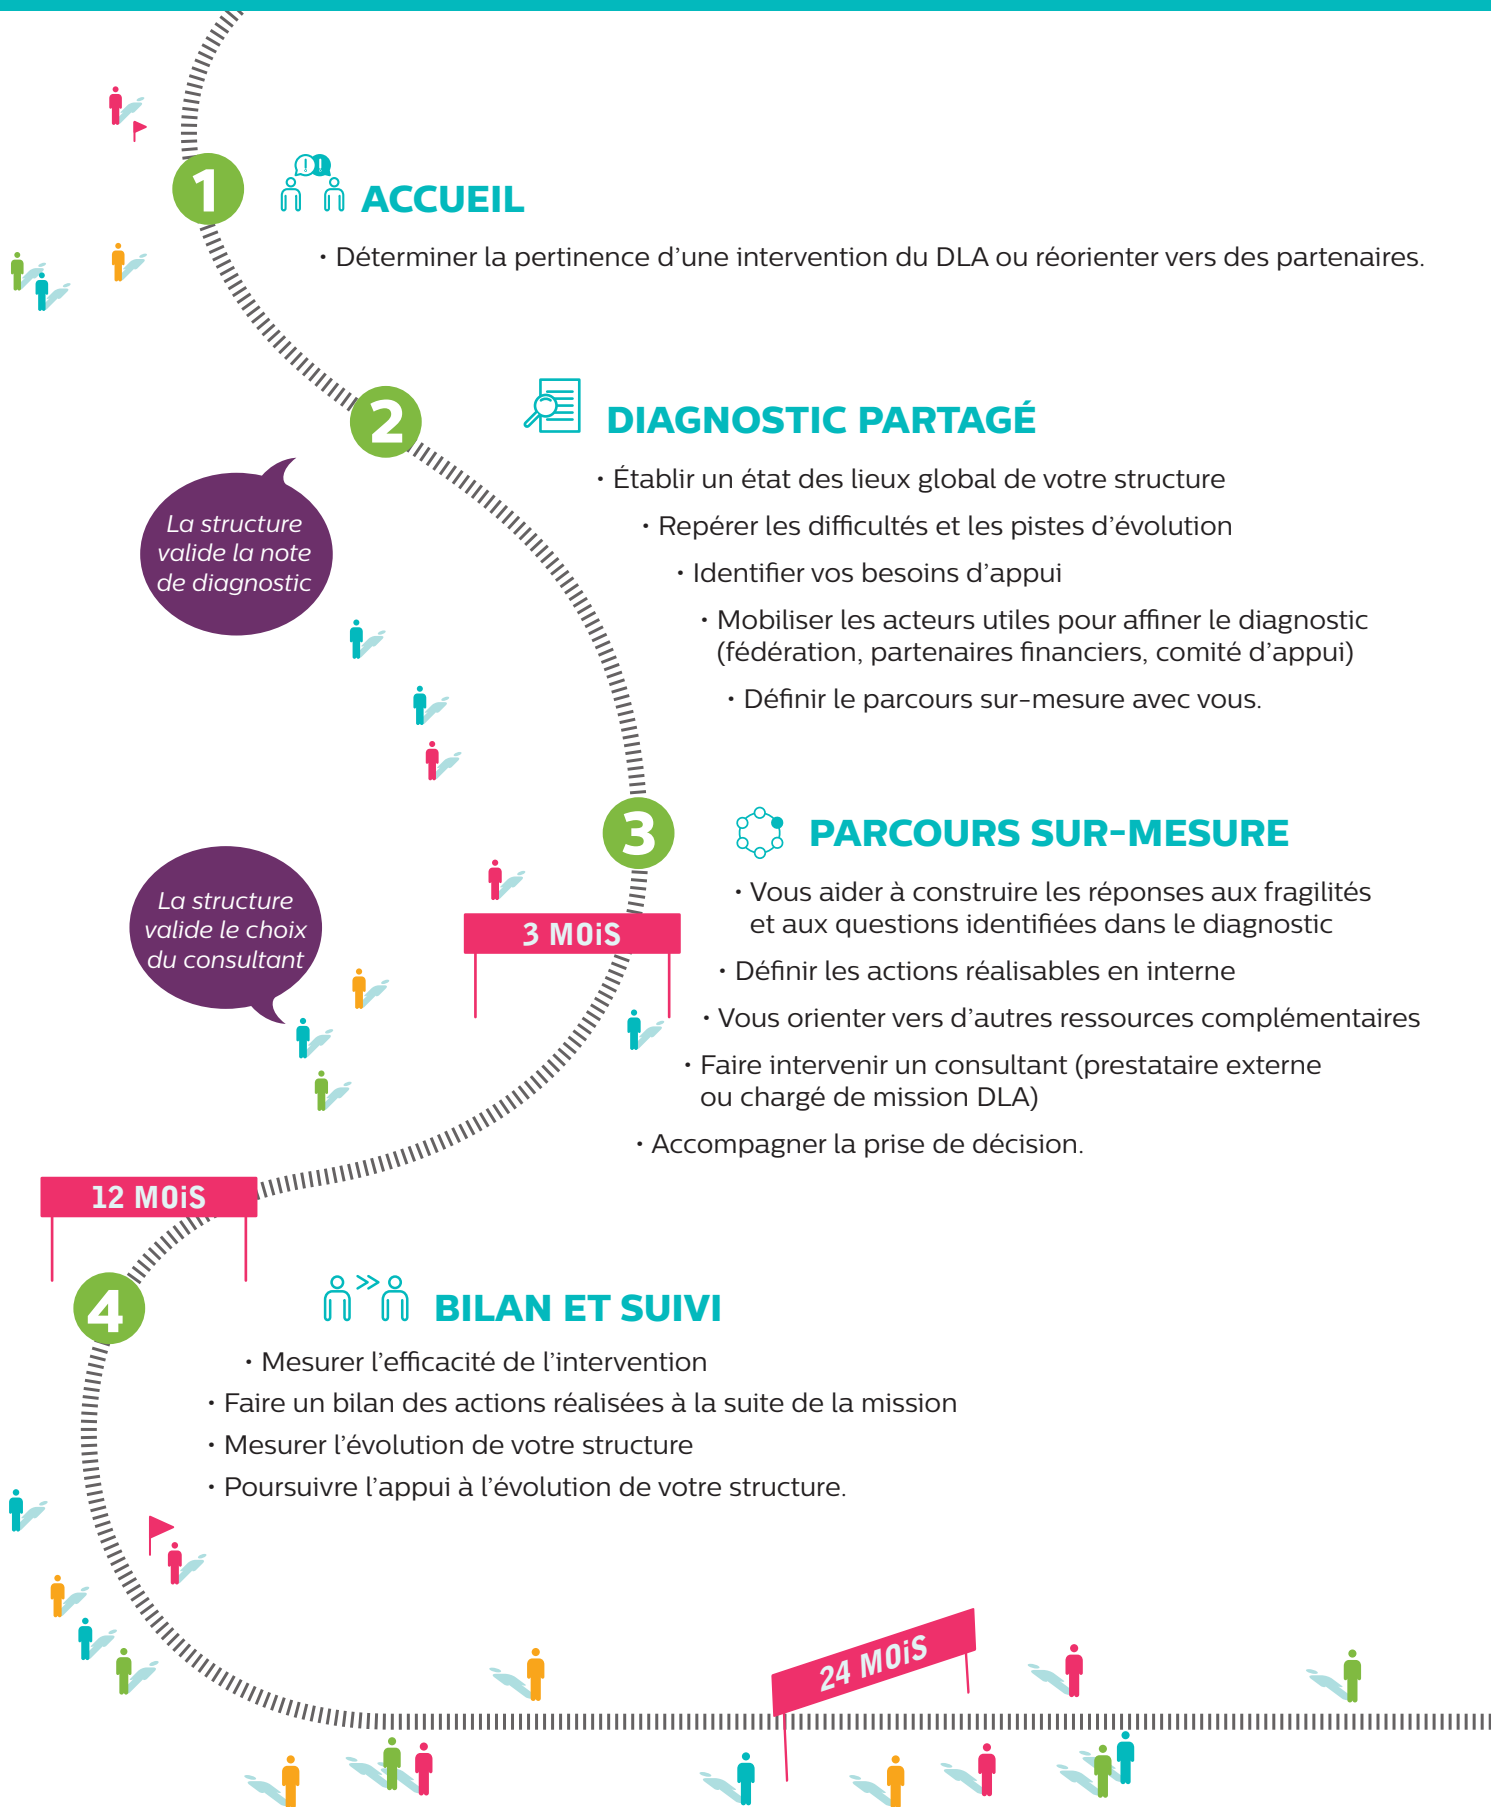 1
ACCUEIL
• Déterminer la pertinence d’une intervention du DLA ou réorienter vers des partenaires.
2
DIAGNOSTIC PARTAGÉ
• Établir un état des lieux global de votre structure
• Repérer les difficultés et les pistes d’évolution
• Identifier vos besoins d’appui
• Mobiliser les acteurs utiles pour affiner le diagnostic
(fédération, partenaires financiers, comité d’appui)
• Définir le parcours sur-mesure avec vous.
La structure
valide la note
de diagnostic
3
PARCOURS SUR-MESURE
• Vous aider à construire les réponses aux fragilités
et aux questions identifiées dans le diagnostic
• Définir les actions réalisables en interne
• Vous orienter vers d’autres ressources complémentaires
• Faire intervenir un consultant (prestataire externe
ou chargé de mission DLA)
• Accompagner la prise de décision.
La structure
valide le choix
du consultant
3 MOiS
12 MOiS
4
BILAN ET SUIVI
• Mesurer l’efficacité de l’intervention
• Faire un bilan des actions réalisées à la suite de la mission
• Mesurer l’évolution de votre structure
• Poursuivre l’appui à l’évolution de votre structure.
24 MOiS